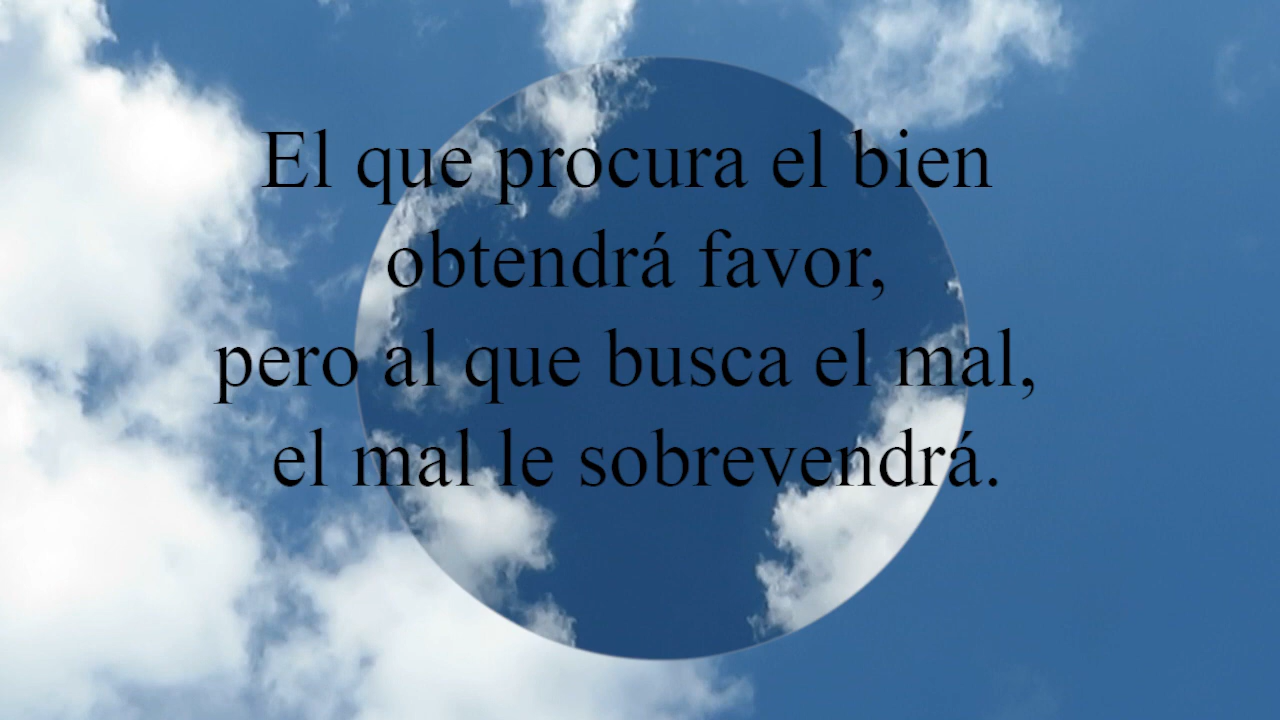 El que procura el bien
obtendrá favor,
pero al que busca el mal,
el mal le sobrevendrá.